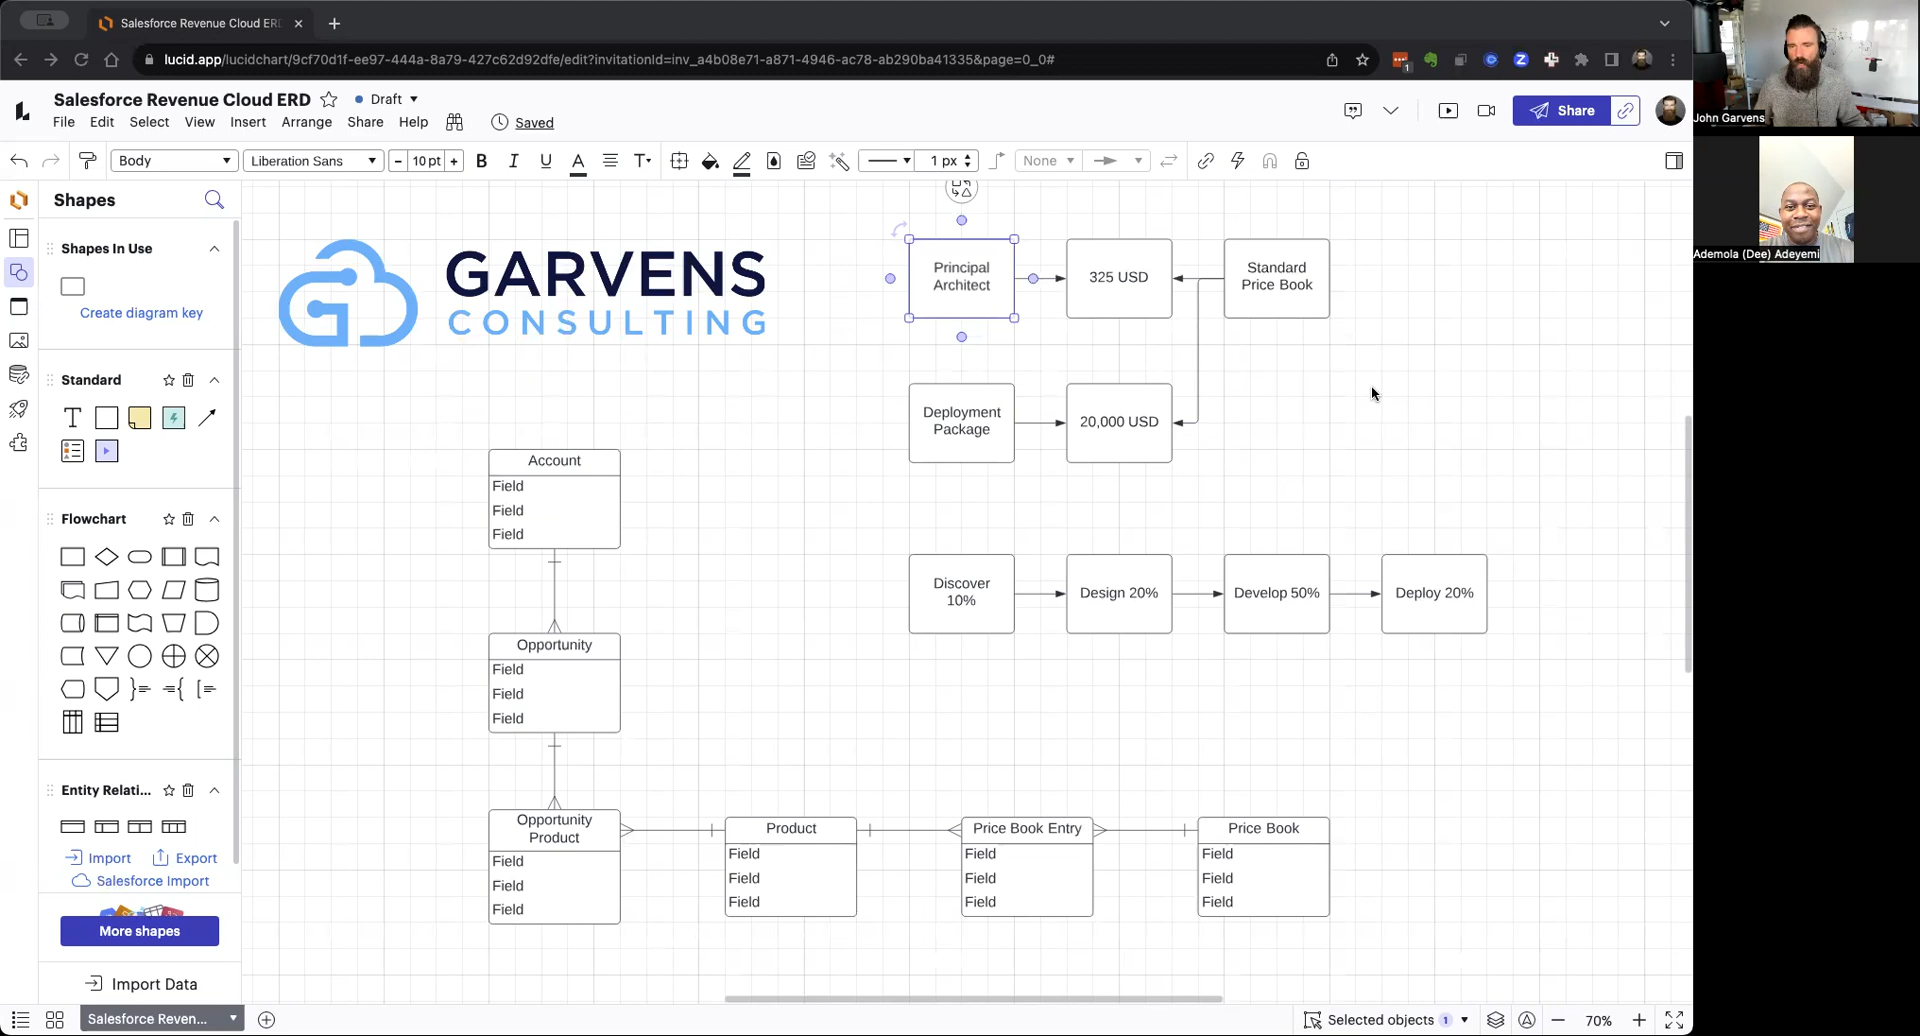 Salesforce Revenue Cloud ERD
lucid.app/lucidchart/9cf70d1f-ee97-444a-8a79-427c62d92dfe/edit?invitationId=inv_a4b08e71-a871-4946-ac78-ab290ba41335&page=0_0#
1
John Garvens
Salesforce Revenue Cloud ERD
Draft
File Edit Select View Insert Arrange Share Help
Saved
Share
Body
Liberation Sans
- 10 pt +
B I U A T
1 px
None
Ademola (Dee) Adeyemi
Shapes
Shapes In Use
Create diagram key
Standard
T
Flowchart
Entity Relati...
Import
Export
Salesforce Import
More shapes
Import Data
GARVENS
CONSULTING
Principal
Architect
325 USD
Standard
Price Book
Deployment
Package
20,000 USD
Account
Field
Field
Field
Discover
10%
Design 20%
Develop 50%
Deploy 20%
Opportunity
Field
Field
Field
Opportunity
Product
Field
Field
Field
Product
Field
Field
Field
Price Book Entry
Field
Field
Field
Price Book
Field
Field
Field
Salesforce Reven...
Selected objects 1
70%